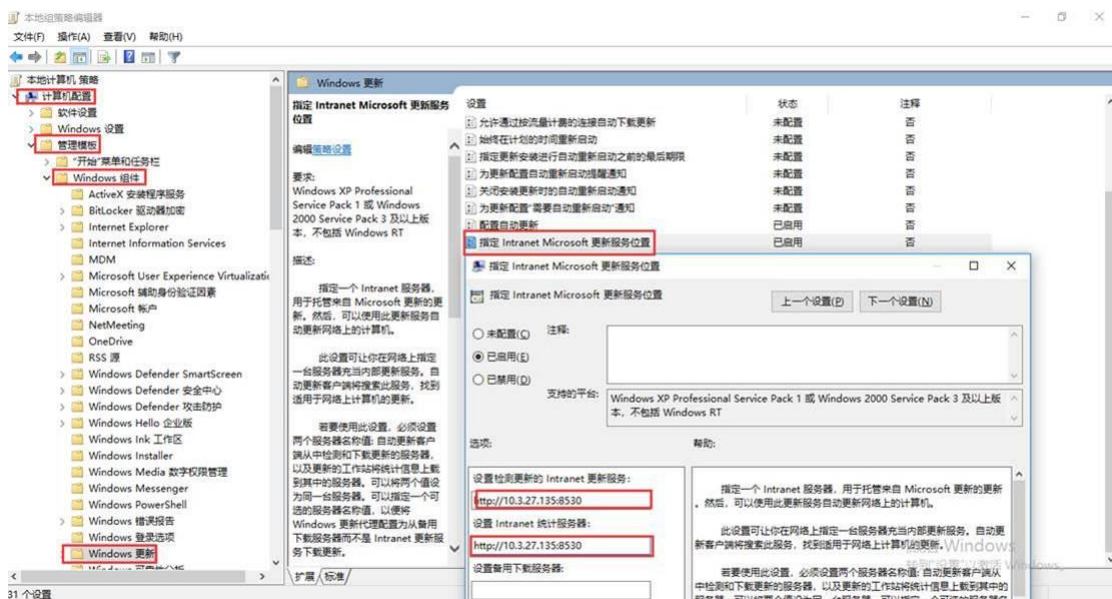 本地组策略编辑器
文件(F) 操作(A) 查看(V) 帮助(H)
本地计算机 策略
计算机配置
软件设置
Windows 设置
管理模板
"开始"菜单和任务栏
Windows 组件
ActiveX 安装程序服务
BitLocker 驱动器加密
Internet Explorer
Internet Information Services
MDM
Microsoft User Experience Virtualizatic
Microsoft 辅助身份验证因素
Microsoft 帐户
NetMeeting
OneDrive
RSS 源
Windows Defender SmartScreen
Windows Defender 安全中心
Windows Defender 攻击防护
Windows Hello 企业版
Windows Ink 工作区
Windows Installer
Windows Media 数字权限管理
Windows Messenger
Windows PowerShell
Windows 错误报告
Windows 登录选项
Windows 更新
31 个设置
Windows 更新
指定 Intranet Microsoft 更新服务
位置
编辑策略设置
要求:
Windows XP Professional
Service Pack 1 或 Windows
2000 Service Pack 3 及以上版
本，不包括 Windows RT
描述:
指定一个 Intranet 服务器，
用于托管来自 Microsoft 更新的更
新。然后，可以使用此更新服务自
动更新网络上的计算机。
此设置可让你在网络上指定
一台服务器充当内部更新服务。自
动更新客户端将搜索此服务，找到
适用于网络上计算机的更新。
若要使用此设置，必须设置
两个服务器名称值: 自动更新客户
端从中检测和下载更新的服务器，
以及更新的工作站将统计信息上载
到其中的服务器。可以将两个值设
为同一台服务器。可以指定一个可
选的服务器名称值，以便将
Windows 更新代理配置为从备用
下载服务器而不是 Intranet 更新服
务下载更新。
扩展 标准
设置 状态 注释
允许通过按流量计费的连接自动下载更新 未配置 否
始终在计划的时间重新启动 未配置 否
指定更新安装进行自动重新启动之前的最后期限 未配置 否
为更新配置自动重新启动提醒通知 未配置 否
关闭安装更新时的自动重新启动通知 未配置 否
为更新配置"需要自动重新启动"通知 未配置 否
配置自动更新 已启用 否
指定 Intranet Microsoft 更新服务位置 已启用 否
指定 Intranet Microsoft 更新服务位置
指定 Intranet Microsoft 更新服务位置
上一个设置(P) 下一个设置(N)
未配置(C) 注释:
已启用(E)
已禁用(D)
支持的平台: Windows XP Professional Service Pack 1 或 Windows 2000 Service Pack 3 及以上版
本，不包括 Windows RT
选项:
设置检测更新的 Intranet 更新服务:
http://10.3.27.135:8530
设置 Intranet 统计服务器:
http://10.3.27.135:8530
设置备用下载服务器:
帮助:
指定一个 Intranet 服务器，用于托管来自 Microsoft 更新的更新
。然后，可以使用此更新服务自动更新网络上的计算机。
此设置可让你在网络上指定一台服务器充当内部更新服务。自动更
新客户端将搜索此服务，找到适用于网络上计算机的更新。
若要使用此设置，必须设置两个服务器名称值: 自动更新客户端从
中检测和下载更新的服务器，以及更新的工作站将统计信息上载到其中的
Windows
Windows。